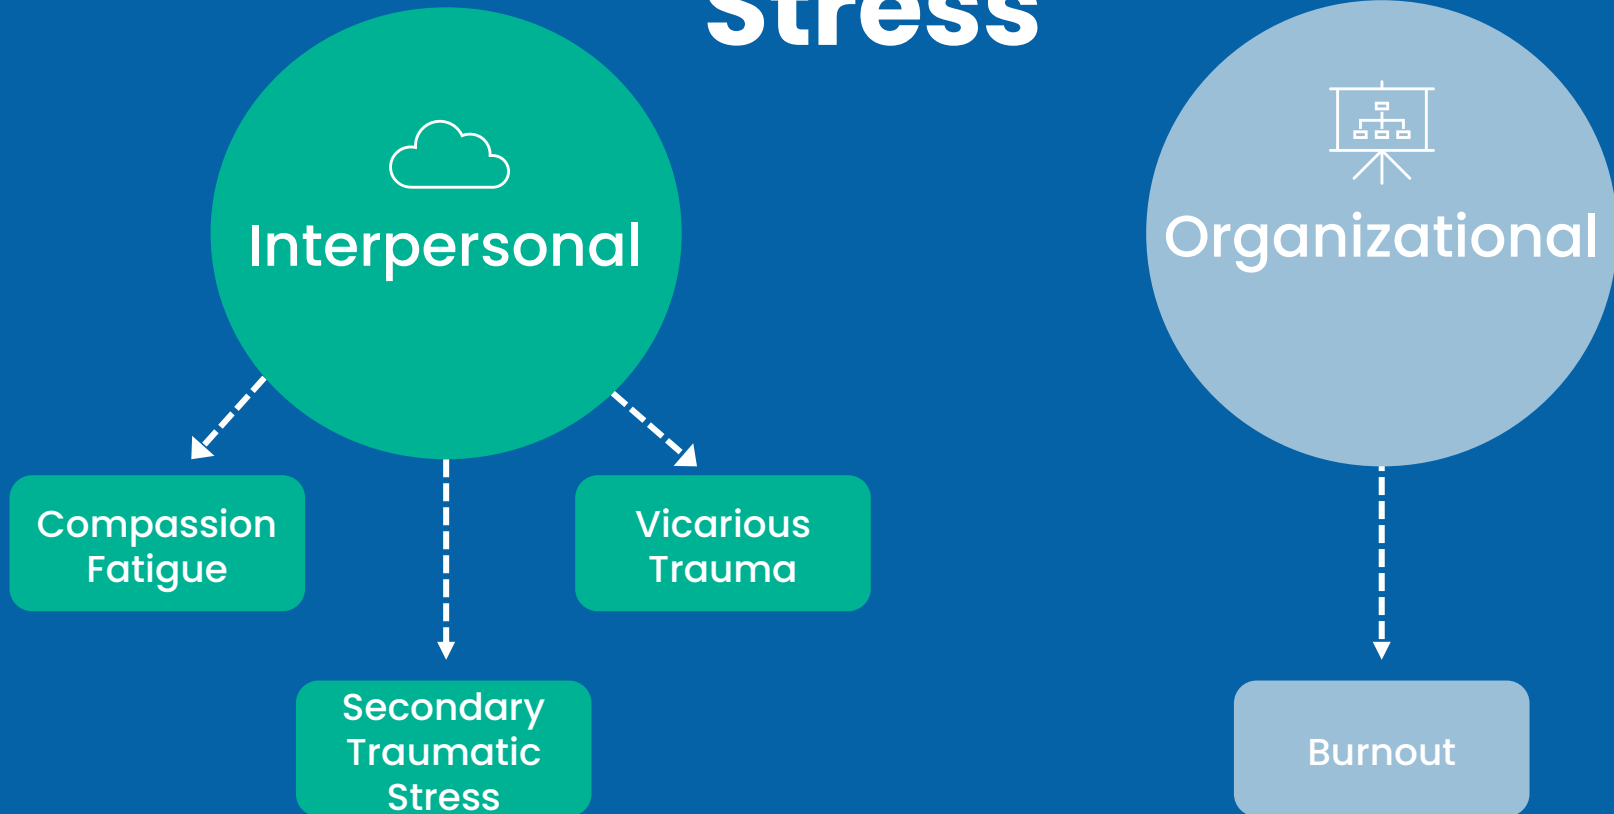 Stress
Interpersonal
Organizational
Compassion
Fatigue
Vicarious
Trauma
Secondary
Traumatic
Stress
Burnout